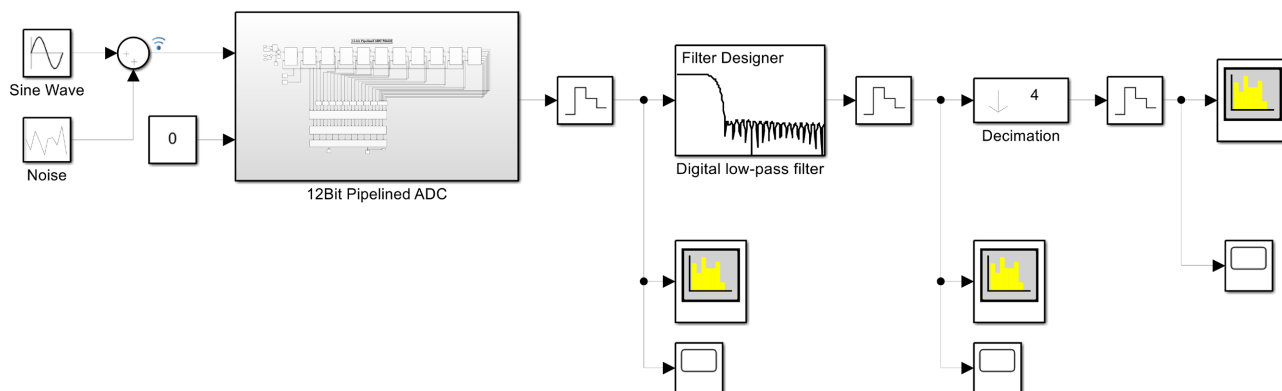 Sine Wave
Noise
0
12Bit Pipelined ADC
Filter Designer
Digital low-pass filter
4
Decimation